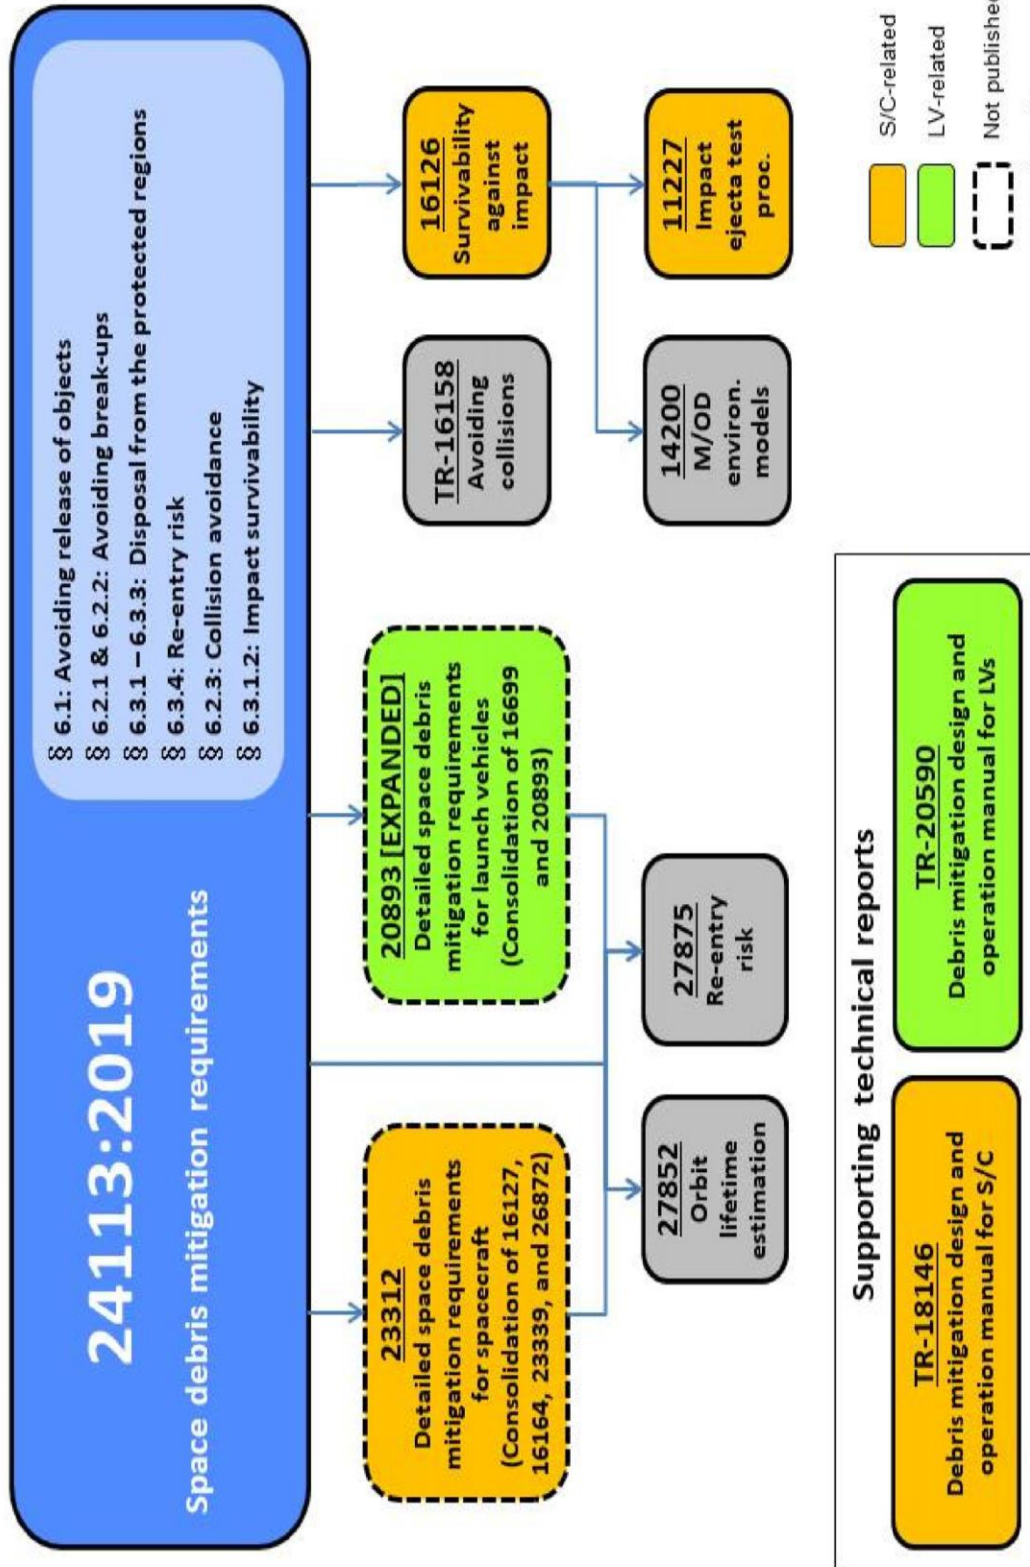 24113:2019
Space debris mitigation requirements
§ 6.1: Avoiding release of objects
§ 6.2.1 & 6.2.2: Avoiding break-ups
§ 6.3.1 – 6.3.3: Disposal from the protected regions
§ 6.3.4: Re-entry risk
§ 6.2.3: Collision avoidance
§ 6.3.1.2: Impact survivability
23312
Detailed space debris
mitigation requirements
for spacecraft
(Consolidation of 16127,
16164, 23339, and 26872)
20893 [EXPANDED]
Detailed space debris
mitigation requirements
for launch vehicles
(Consolidation of 16699
and 20893)
TR-16158
Avoiding
collisions
16126
Survivability
against
impact
27852
Orbit
lifetime
estimation
27875
Re-entry
risk
14200
M/OD
environ.
models
11227
Impact
ejecta test
proc.
Supporting technical reports
TR-18146
Debris mitigation design and
operation manual for S/C
TR-20590
Debris mitigation design and
operation manual for LVs
S/C-related
LV-related
Not published